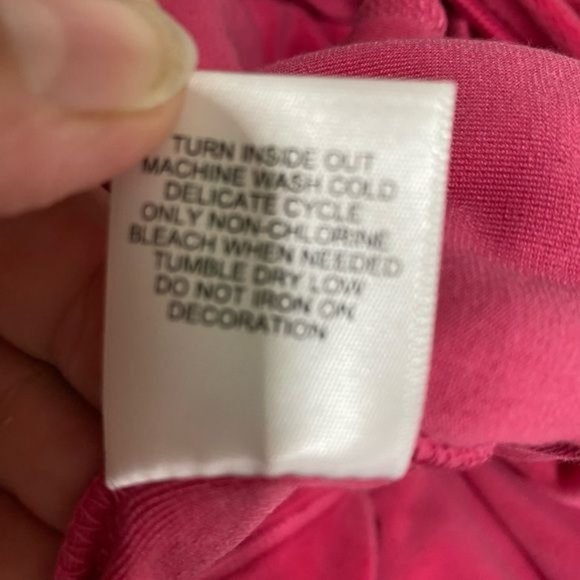 TURN INSIDE OUT
MACHINE WASH COLD
DELICATE CYCLE
ONLY NON-CHLORINE
BLEACH WHEN NEEDED
TUMBLE DRY LOW
DO NOT IRON ON
DECORATION